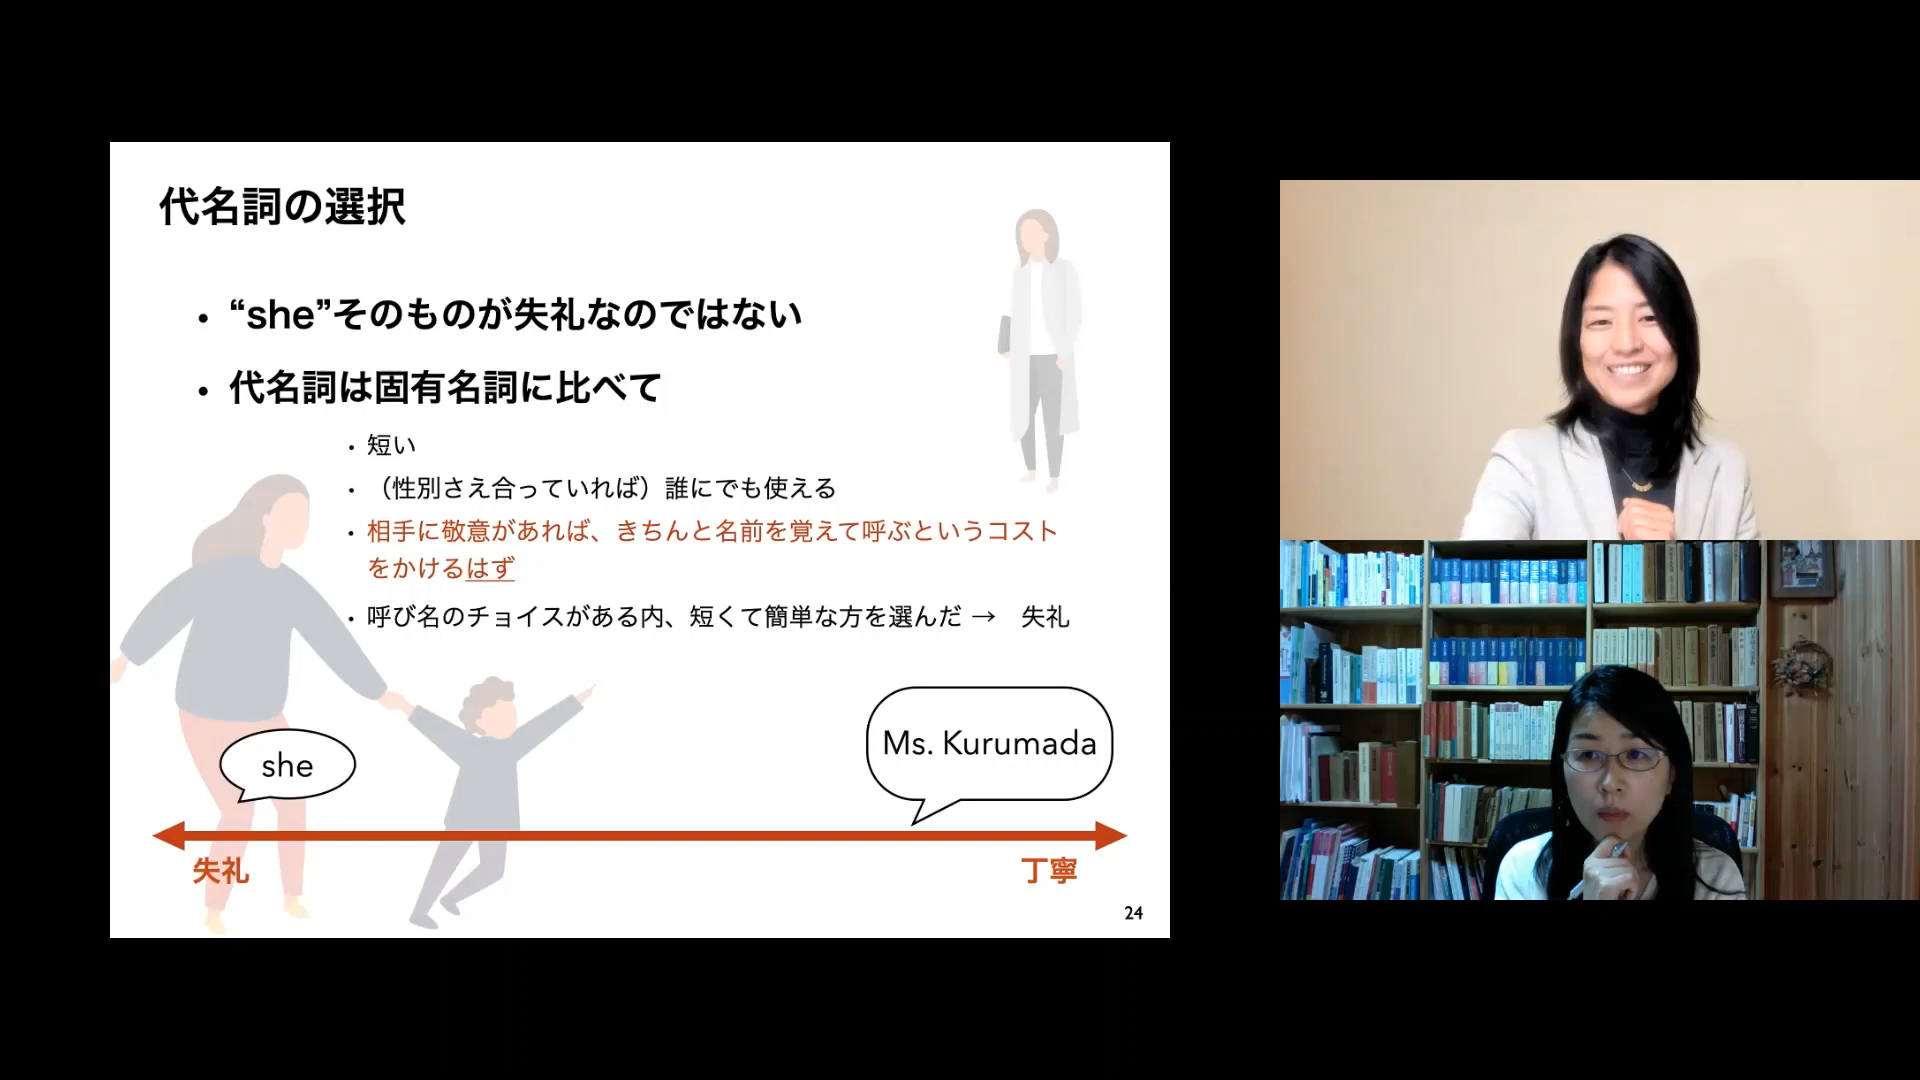 代名詞の選択
• “she”そのものが失礼なのではない
• 代名詞は固有名詞に比べて
• 短い
• （性別さえ合っていれば）誰にでも使える
• 相手に敬意があれば、きちんと名前を覚えて呼ぶというコスト
をかけるはず
• 呼び名のチョイスがある内、短くて簡単な方を選んだ → 失礼
Ms. Kurumada
she
失礼
丁寧
24